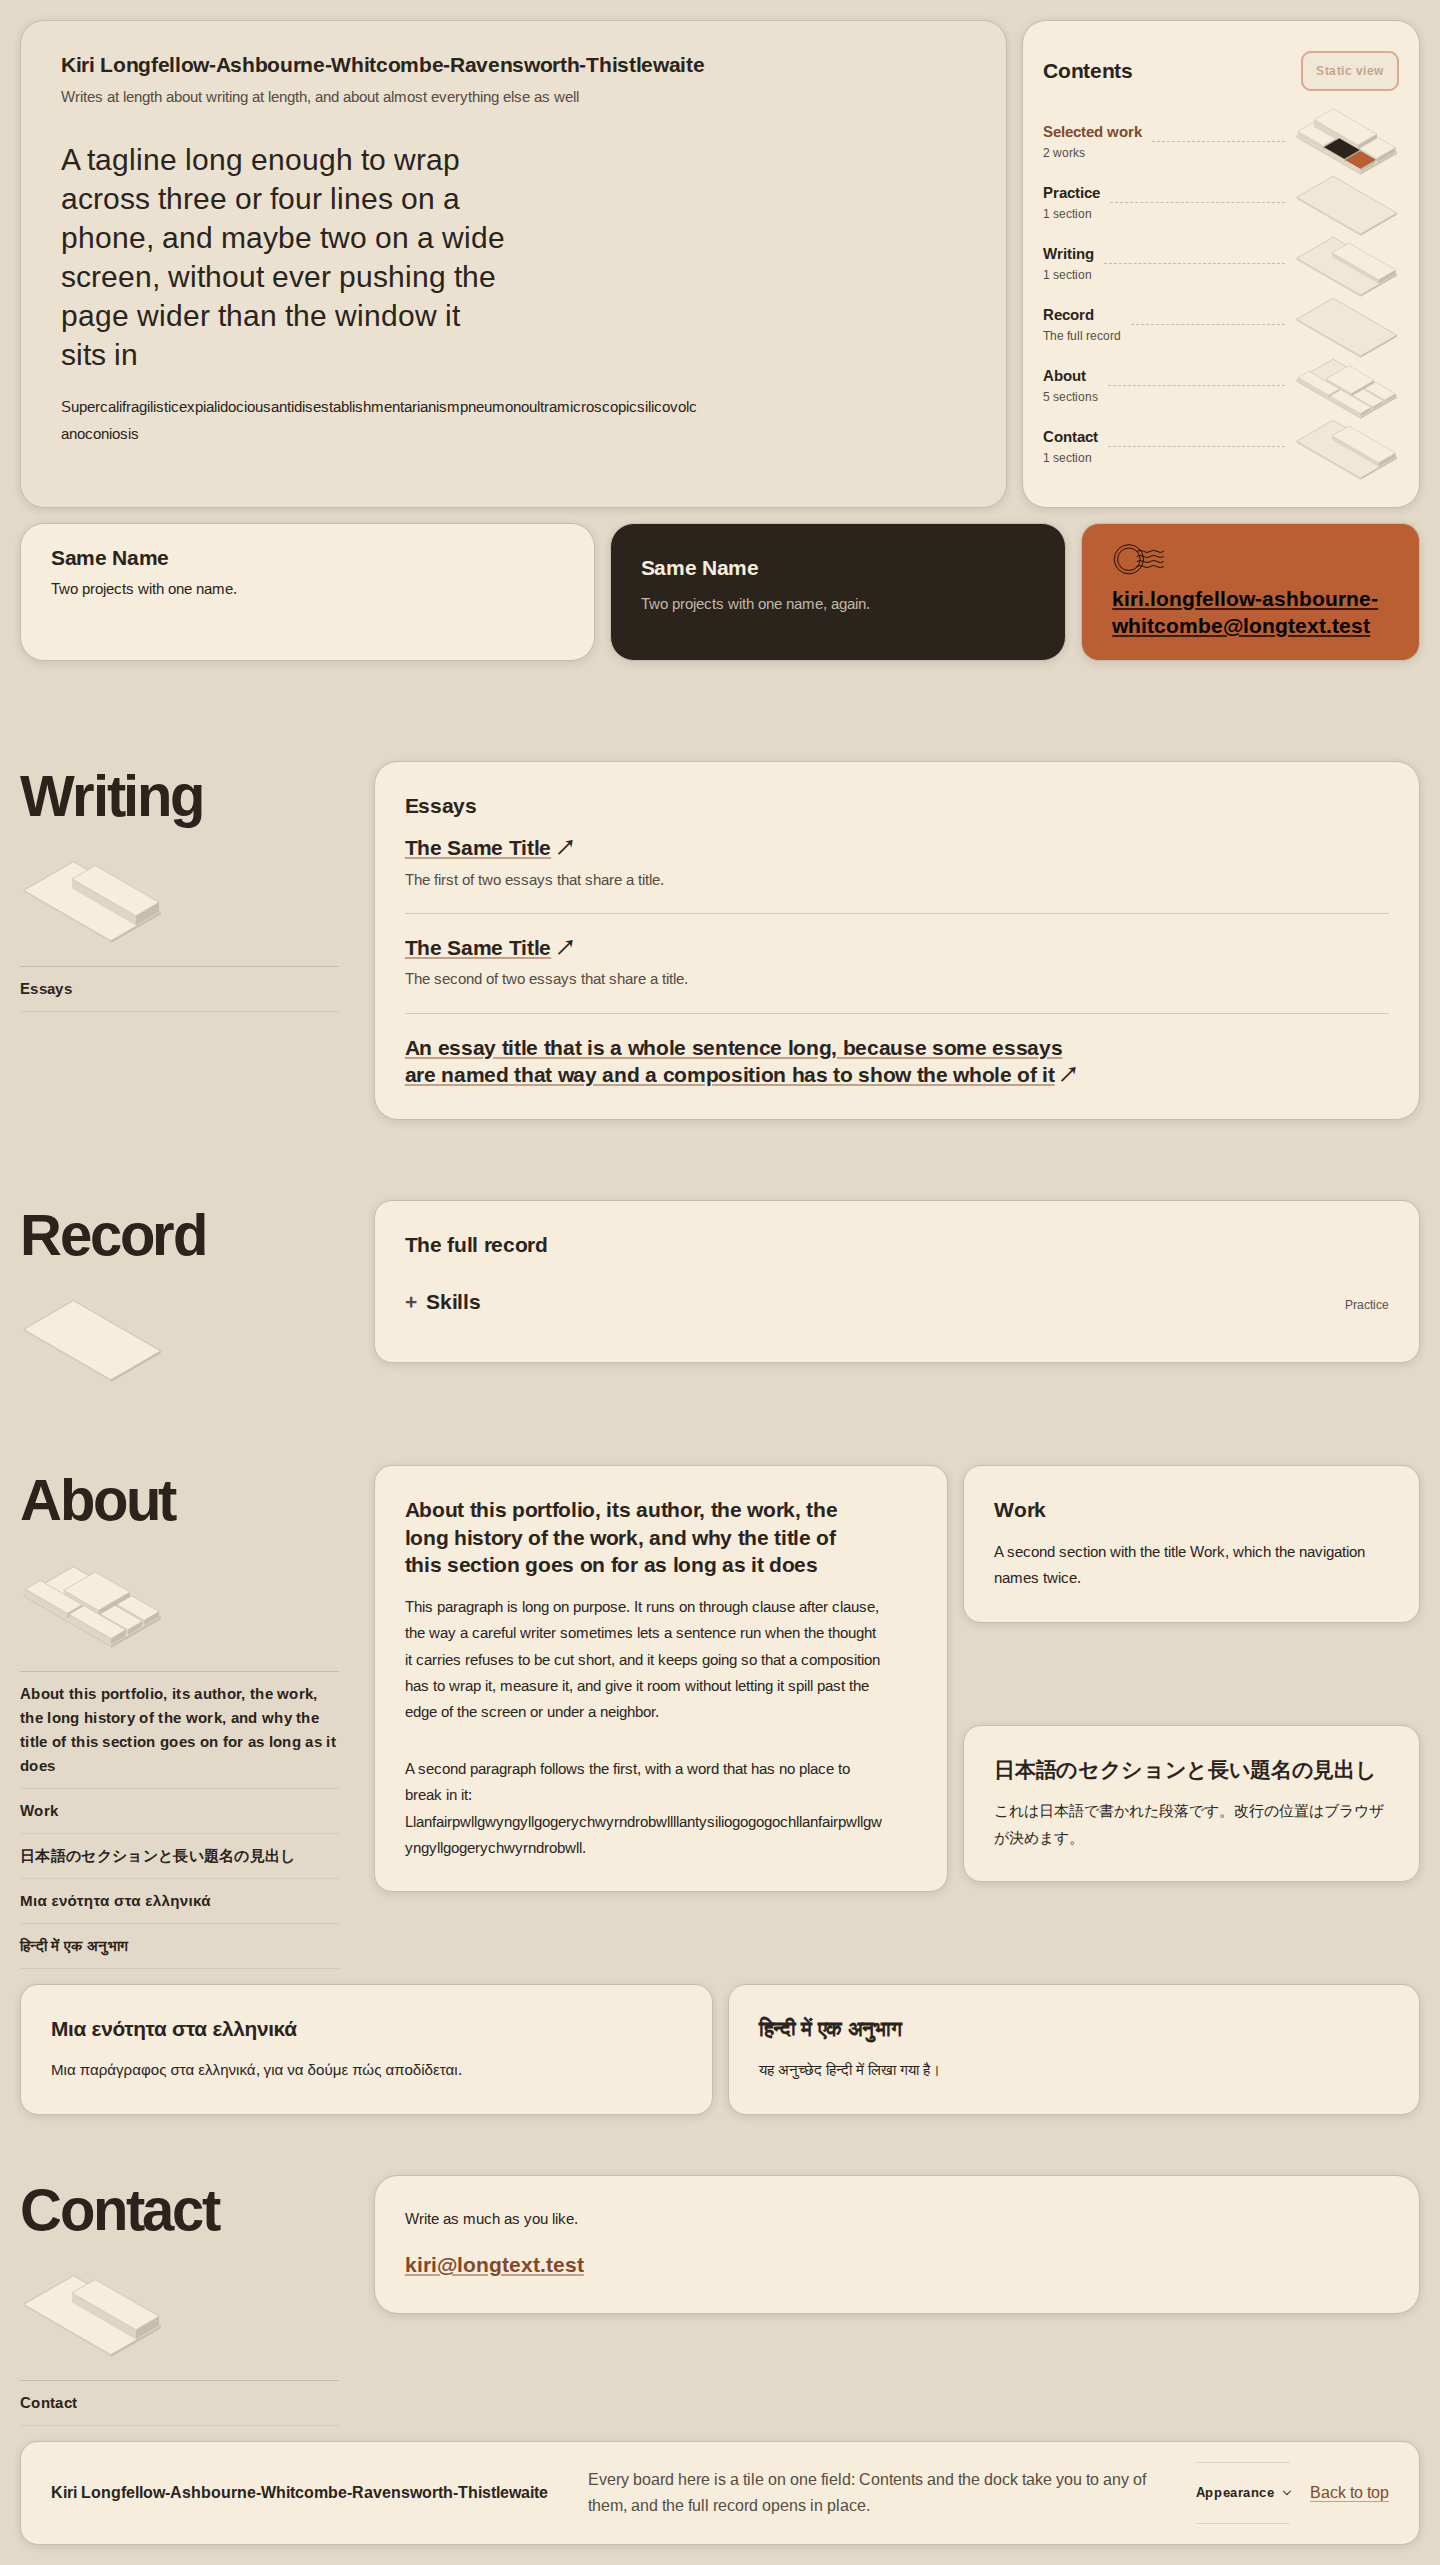 Kiri Longfellow-Ashbourne-Whitcombe-Ravensworth-Thistlewaite
Writes at length about writing at length, and about almost everything else as well
A tagline long enough to wrap
across three or four lines on a
phone, and maybe two on a wide
screen, without ever pushing the
page wider than the window it
sits in
Supercalifragilisticexpialidociousantidisestablishmentarianismpneumonoultramicroscopicsilicovolc
anoconiosis
Contents
Static view
Selected work
2 works
Practice
1 section
Writing
1 section
Record
The full record
About
5 sections
Contact
1 section
Same Name
Two projects with one name.
Same Name
Two projects with one name, again.
kiri.longfellow-ashbourne-
whitcombe@longtext.test
Writing
Essays
Essays
The Same Title ↗
The first of two essays that share a title.
The Same Title ↗
The second of two essays that share a title.
An essay title that is a whole sentence long, because some essays
are named that way and a composition has to show the whole of it ↗
Record
The full record
+ Skills
Practice
About
About this portfolio, its author, the work,
the long history of the work, and why the
title of this section goes on for as long as it
does
Work
日本語のセクションと長い題名の見出し
Μια ενότητα στα ελληνικά
हिन्दी में एक अनुभाग
About this portfolio, its author, the work, the
long history of the work, and why the title of
this section goes on for as long as it does
This paragraph is long on purpose. It runs on through clause after clause,
the way a careful writer sometimes lets a sentence run when the thought
it carries refuses to be cut short, and it keeps going so that a composition
has to wrap it, measure it, and give it room without letting it spill past the
edge of the screen or under a neighbor.
A second paragraph follows the first, with a word that has no place to
break in it:
Llanfairpwllgwyngyllgogerychwyrndrobwllllantysiliogogogochllanfairpwllgw
yngyllgogerychwyrndrobwll.
Work
A second section with the title Work, which the navigation
names twice.
日本語のセクションと長い題名の見出し
これは日本語で書かれた段落です。改行の位置はブラウザ
が決めます。
Μια ενότητα στα ελληνικά
Μια παράγραφος στα ελληνικά, για να δούμε πώς αποδίδεται.
हिन्दी में एक अनुभाग
यह अनुच्छेद हिन्दी में लिखा गया है।
Contact
Contact
Write as much as you like.
kiri@longtext.test
Kiri Longfellow-Ashbourne-Whitcombe-Ravensworth-Thistlewaite
Every board here is a tile on one field: Contents and the dock take you to any of
them, and the full record opens in place.
Appearance
Back to top